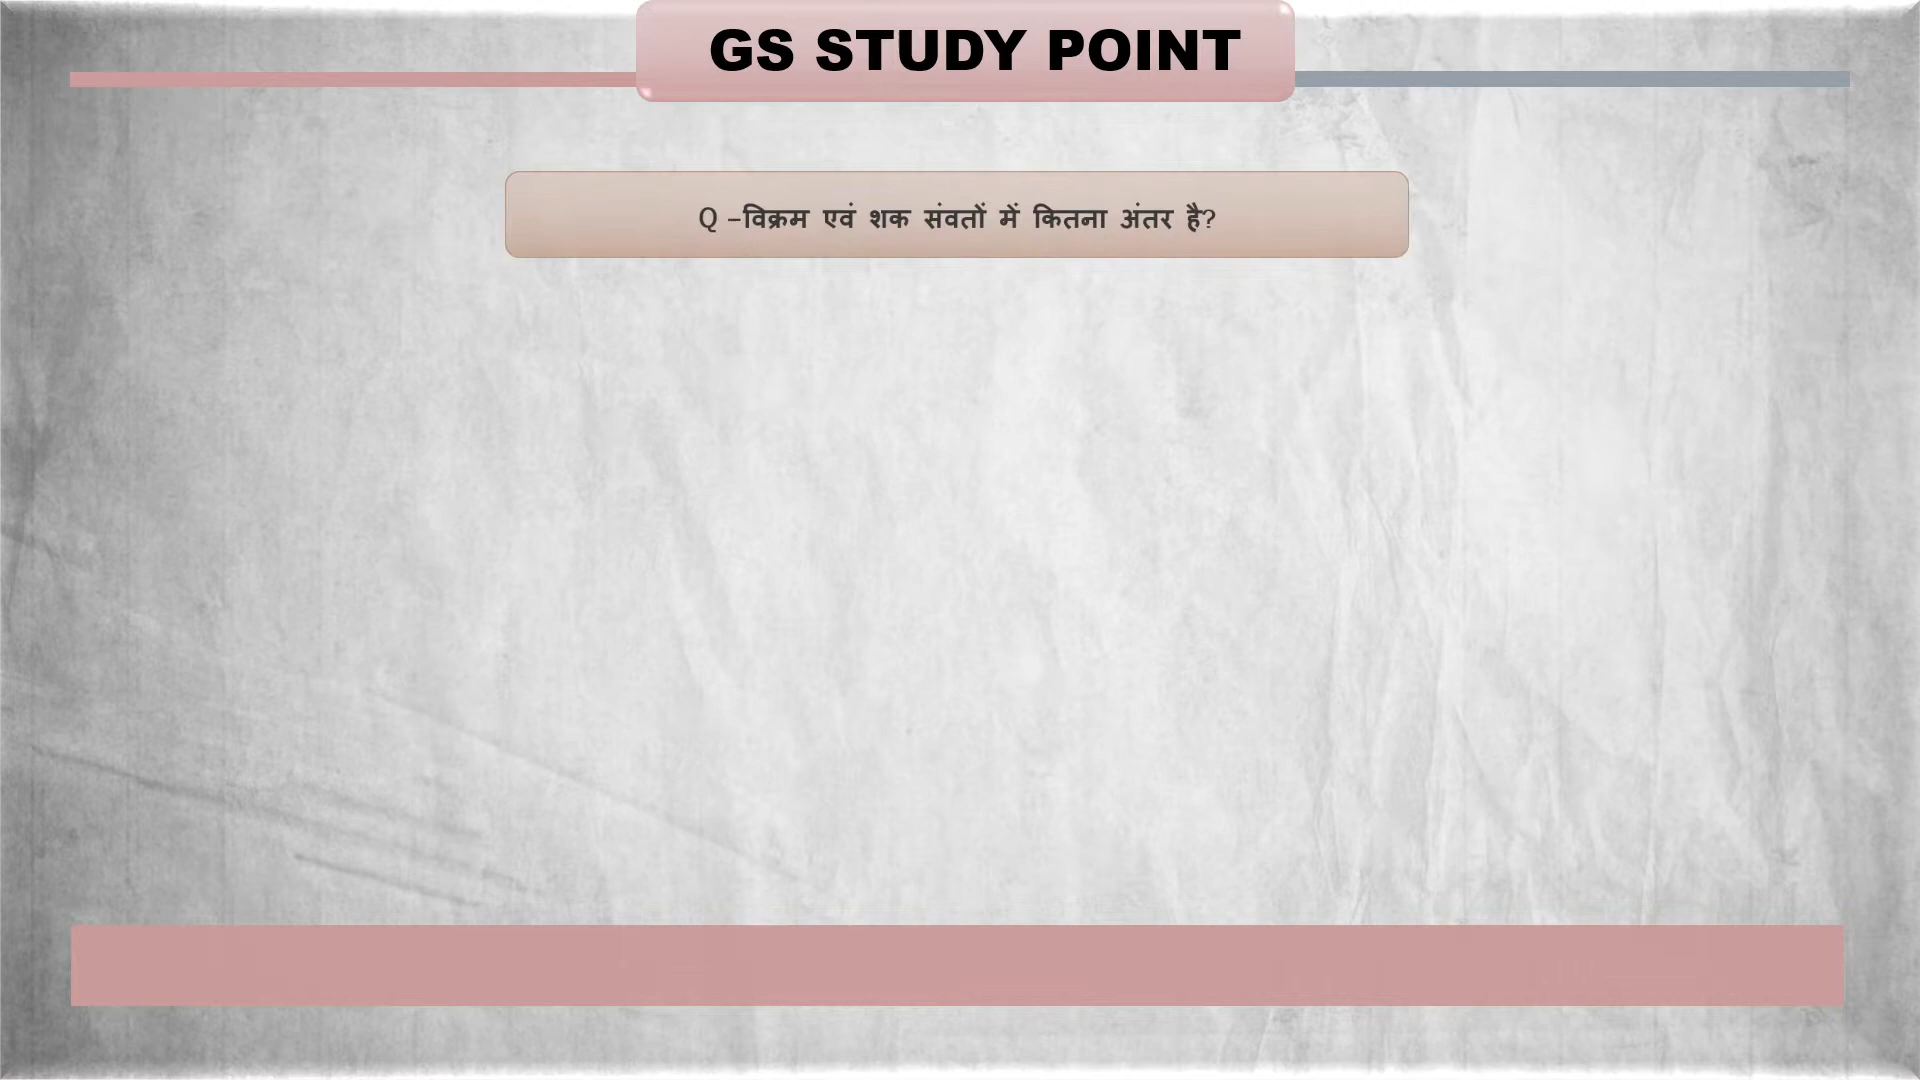 GS STUDY POINT
Q –विक्रम एवं शक संवतों में कितना अंतर है?